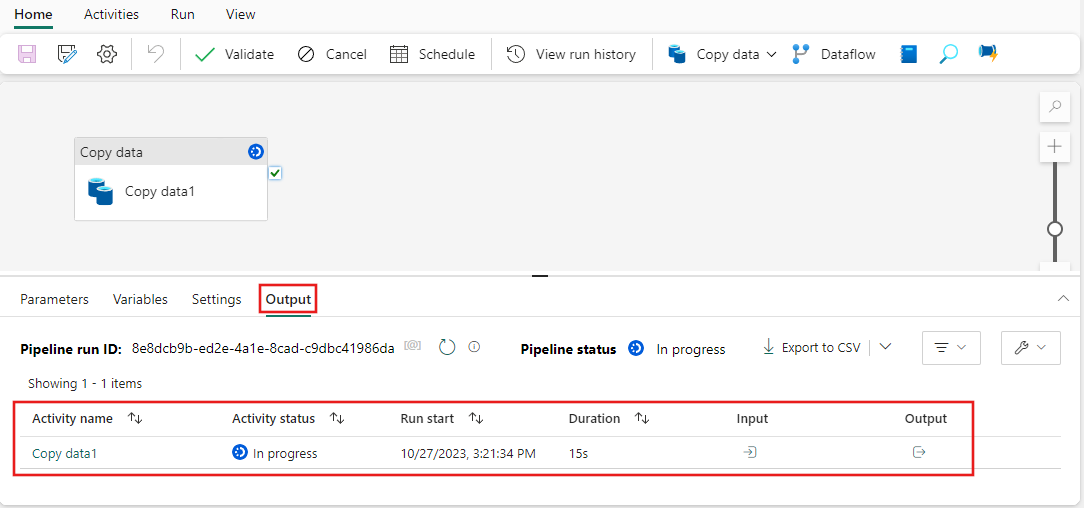 Home Activities Run View
Validate Cancel Schedule View run history Copy data Dataflow
Copy data
Copy data1
Parameters Variables Settings Output
Pipeline run ID: 8e8dcb9b-ed2e-4a1e-8cad-c9dbc41986da [@] Pipeline status In progress Export to CSV
Showing 1 - 1 items
Activity name Activity status Run start Duration Input Output
Copy data1 In progress 10/27/2023, 3:21:34 PM 15s